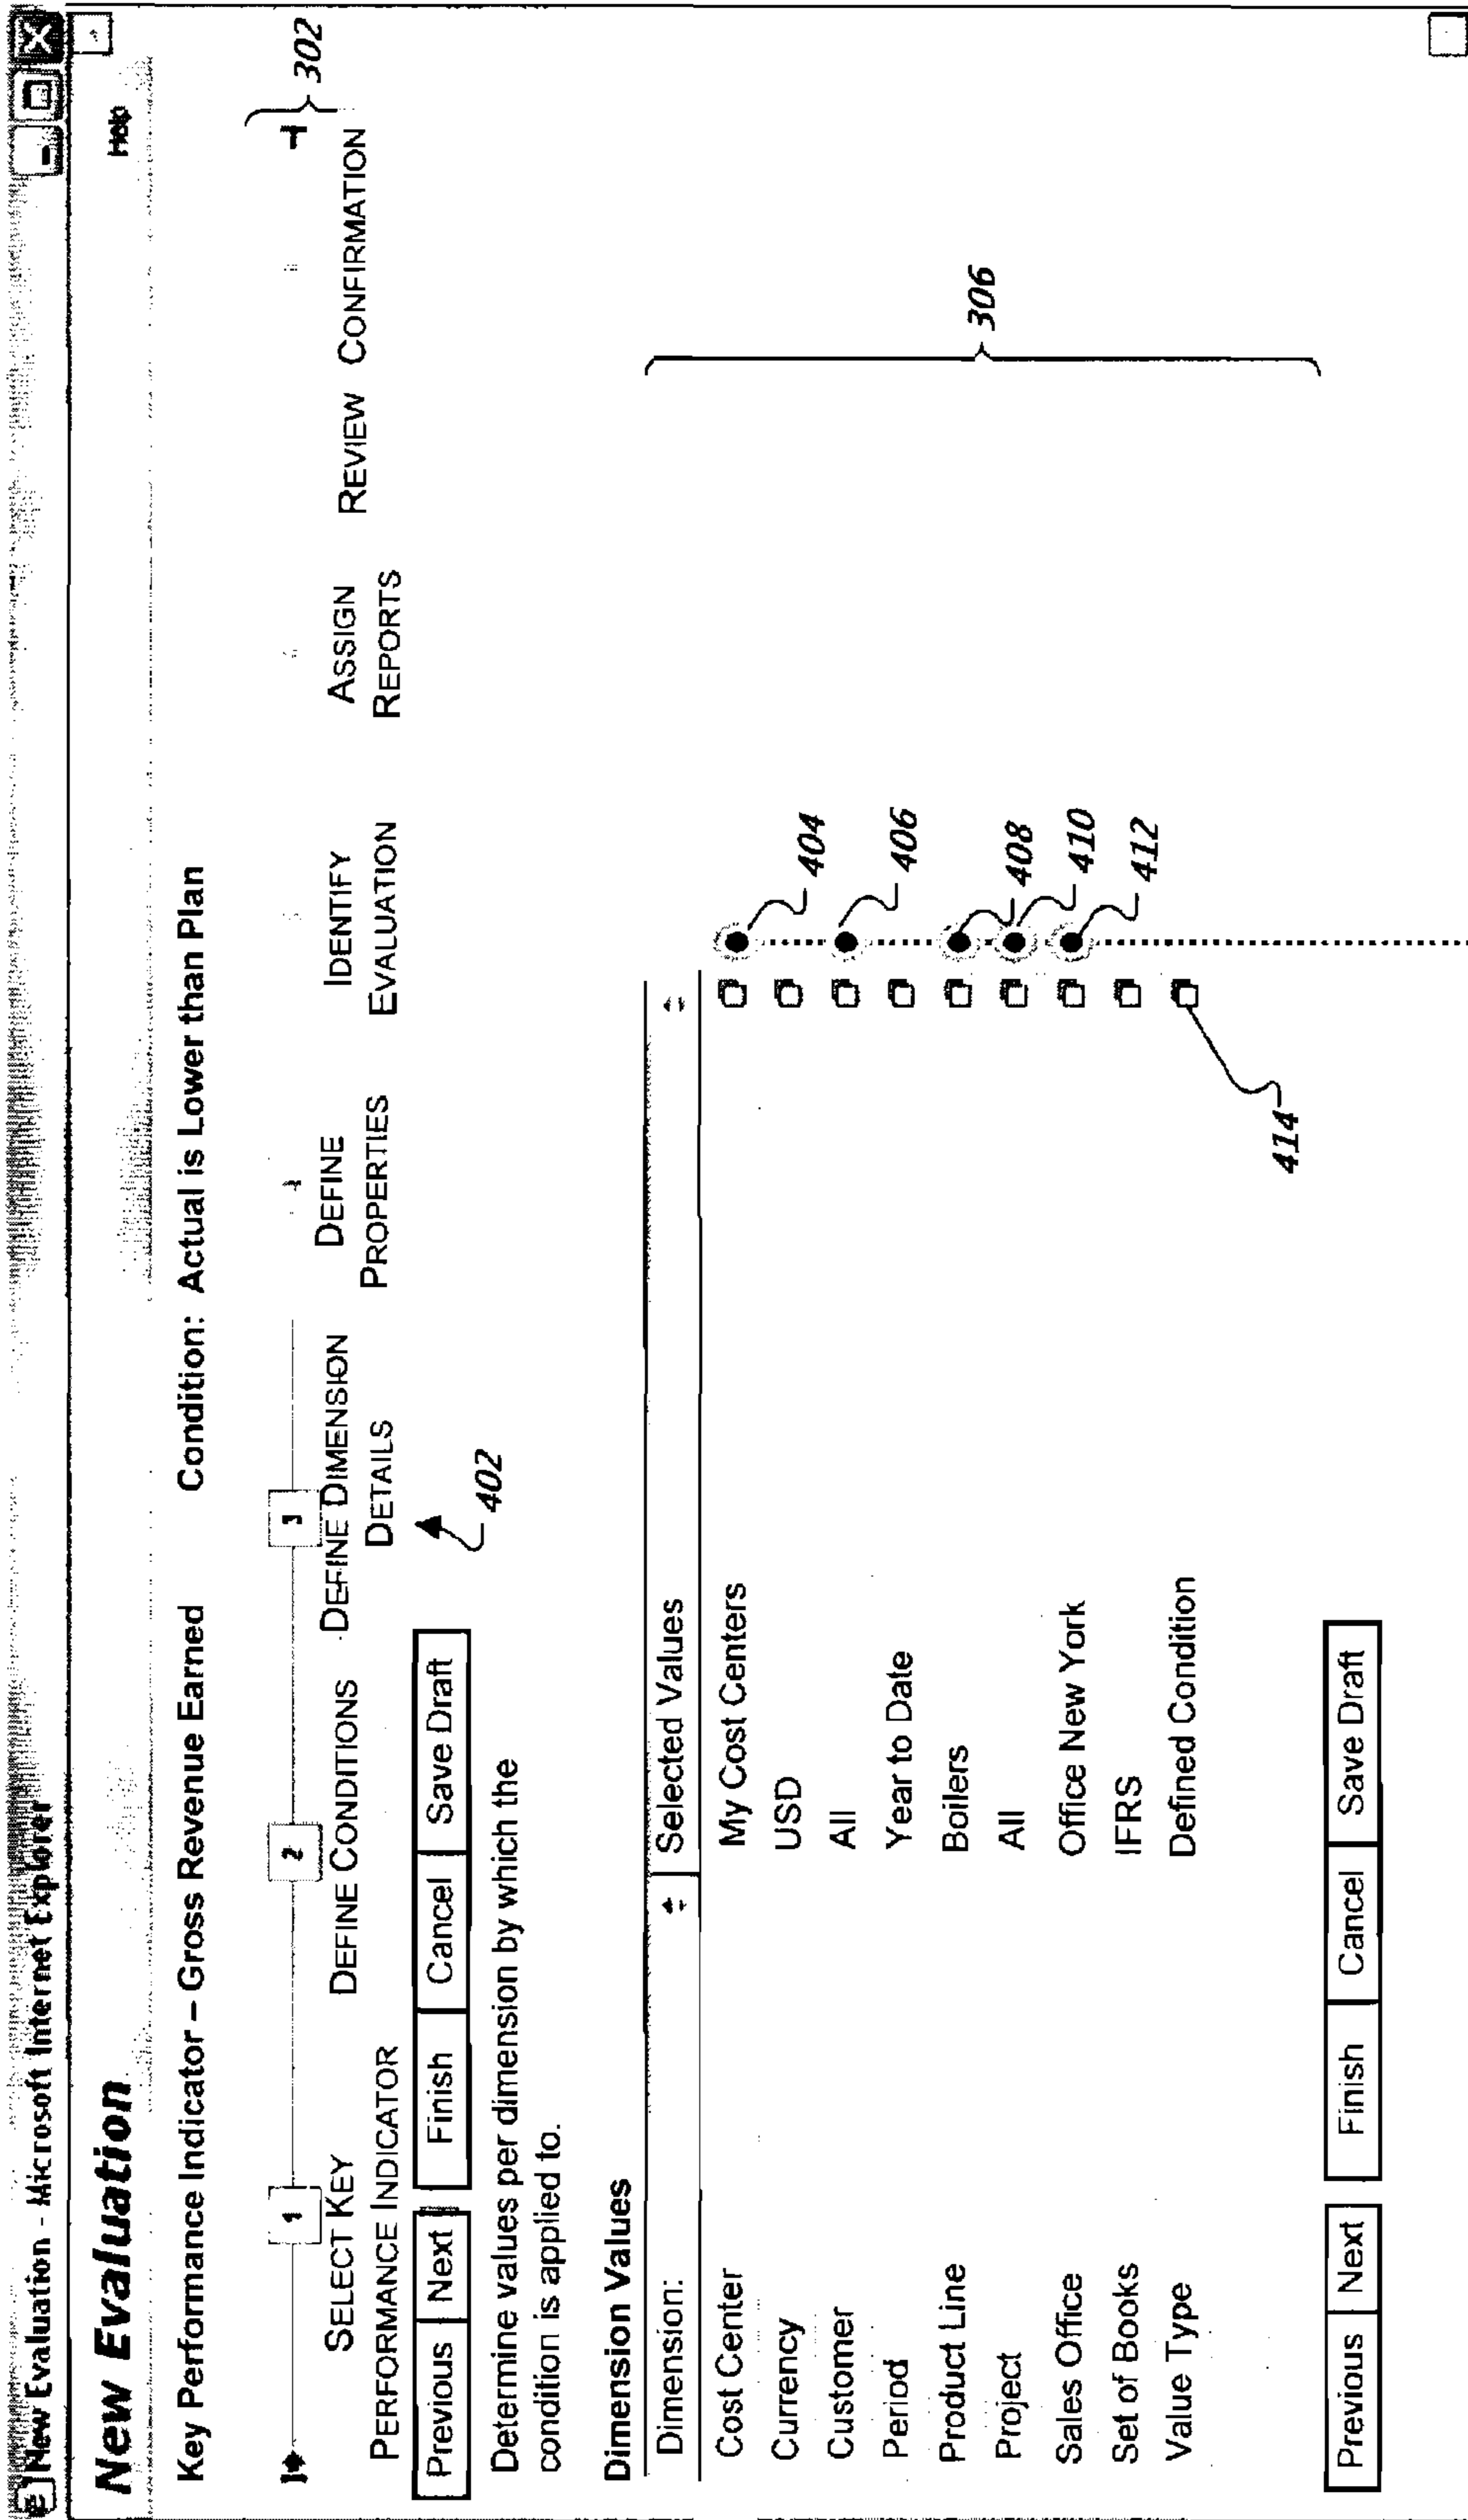 New Evaluation - Microsoft Internet Explorer
New Evaluation
Help
Key Performance Indicator – Gross Revenue Earned Condition: Actual is Lower than Plan
302
1 2 3
SELECT KEY PERFORMANCE INDICATOR
DEFINE CONDITIONS
DEFINE DIMENSION DETAILS
DEFINE PROPERTIES
IDENTIFY EVALUATION
ASSIGN REPORTS
REVIEW
CONFIRMATION
402
Previous Next Finish Cancel Save Draft
Determine values per dimension by which the
condition is applied to.
Dimension Values
Dimension: Selected Values
Cost Center My Cost Centers
404
Currency USD
Customer All
406
Period Year to Date
Product Line Boilers
408
Project All
410
Sales Office Office New York
412
Set of Books IFRS
Value Type Defined Condition
414
306
Previous Next Finish Cancel Save Draft